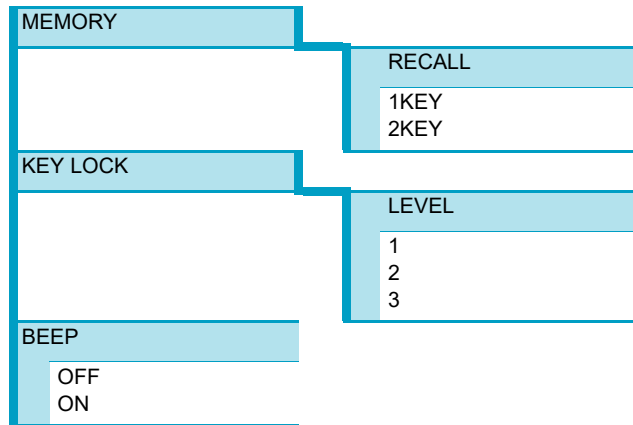 MEMORY
RECALL
1KEY
2KEY
KEY LOCK
LEVEL
1
2
3
BEEP
OFF
ON